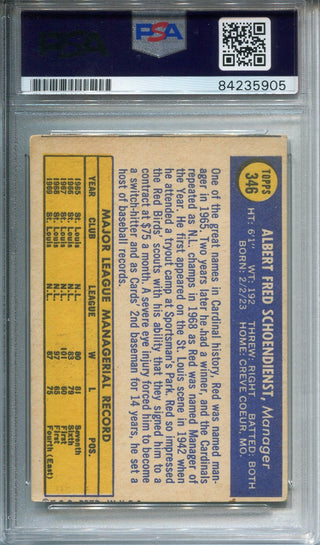 PSA
PSA
84235905
TOPPS
346
ALBERT FRED SCHOENDIENST, Manager
HT: 6'1" WT: 192 THREW: RIGHT BATTED: BOTH
BORN: 2/2/23 HOME: CREVE COEUR, MO.
One of the great names in Cardinal history, Red was named man-
ager in 1965. Two years later he had a winner, and the Cardinals
repeated as N.L. champs in 1968 as Red was named Manager of
the Year. He first appeared on the St. Louis scene in 1942 when
he attended a tryout camp at Sportsman's Park. Red so impressed
the Red Birds' scouts with his ability that they signed him to a
contract at $75 a month. A severe eye injury forced him to become
a switch-hitter and as Cards' 2nd baseman for 14 years, he set a
host of baseball records.
MAJOR LEAGUE MANAGERIAL RECORD
YEAR CLUB LEAGUE W L POS.
1965 St. Louis N.L. 80 81 Seventh
1966 St. Louis N.L. 83 79 Sixth
1967 St. Louis N.L. 101 60 First
1968 St. Louis N.L. 97 65 First
1969 St. Louis N.L. 87 75 Fourth (East)